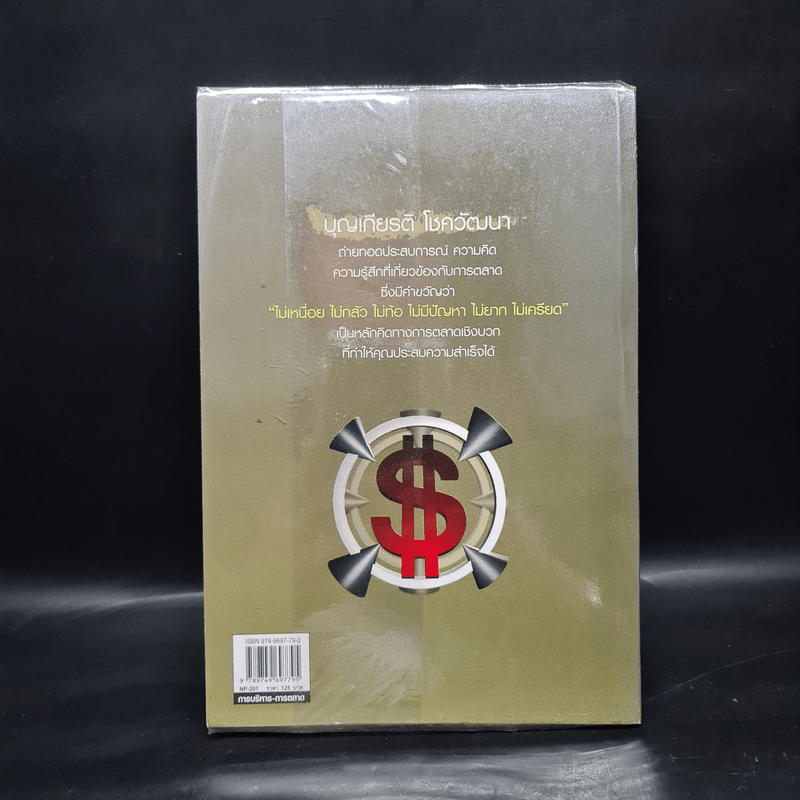 บุญเกียรติ โชควัฒนา
ถ่ายทอดประสบการณ์ ความคิด
ความรู้สึกที่เกี่ยวข้องกับการตลาด
ซึ่งมีคำขวัญว่า
“ไม่เหนื่อย ไม่กลัว ไม่ท้อ ไม่มีปัญหา ไม่ยาก ไม่เครียด”
เป็นหลักคิดทางการตลาดเชิงบวก
ที่ทำให้คุณประสบความสำเร็จได้
$
ISBN 974-9697-79-0
9 789749 697795
NP-201 ราคา 125 บาท
การบริหาร-การตลาด